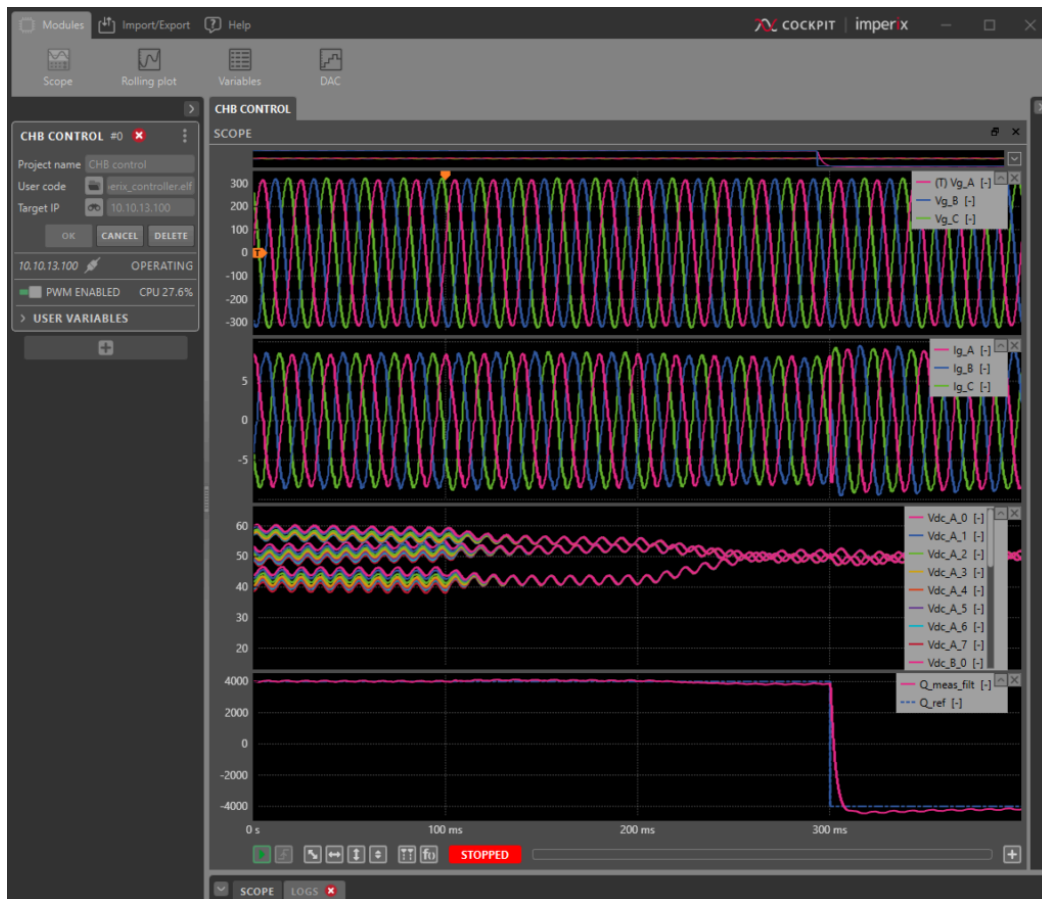 Modules Import/Export Help COCKPIT imperix
Scope Rolling plot Variables DAC
CHB CONTROL
CHB CONTROL #0
SCOPE
Project name CHB control
User code erix_controller.elf
Target IP 10.10.13.100
OK CANCEL DELETE
10.10.13.100 OPERATING
PWM ENABLED CPU 27.6%
USER VARIABLES
300
200
100
0
-100
-200
-300
T
(T) Vg_A [-]
Vg_B [-]
Vg_C [-]
5
0
-5
Ig_A [-]
Ig_B [-]
Ig_C [-]
60
50
40
30
20
Vdc_A_0 [-]
Vdc_A_1 [-]
Vdc_A_2 [-]
Vdc_A_3 [-]
Vdc_A_4 [-]
Vdc_A_5 [-]
Vdc_A_6 [-]
Vdc_A_7 [-]
Vdc_B_0 [-]
4000
2000
0
-2000
-4000
Q_meas_filt [-]
Q_ref [-]
0 s 100 ms 200 ms 300 ms
STOPPED
SCOPE LOGS